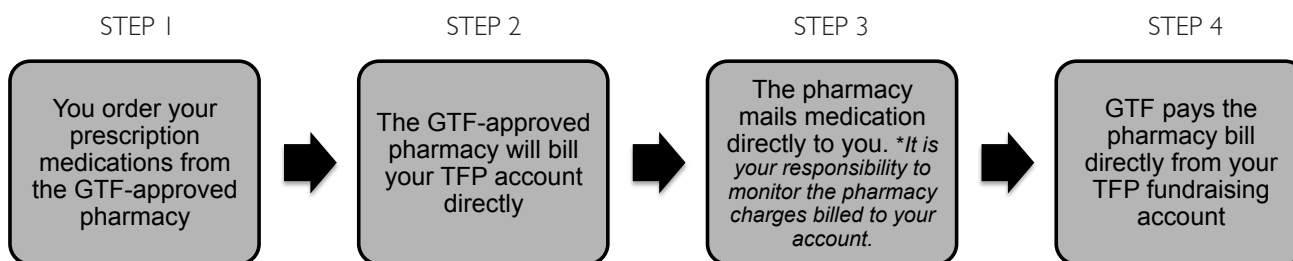 STEP 1
You order your
prescription
medications from
the GTF-approved
pharmacy
STEP 2
The GTF-approved
pharmacy will bill
your TFP account
directly
STEP 3
The pharmacy
mails medication
directly to you. *It is
your responsibility to
monitor the pharmacy
charges billed to your
account.
STEP 4
GTF pays the
pharmacy bill
directly from your
TFP fundraising
account